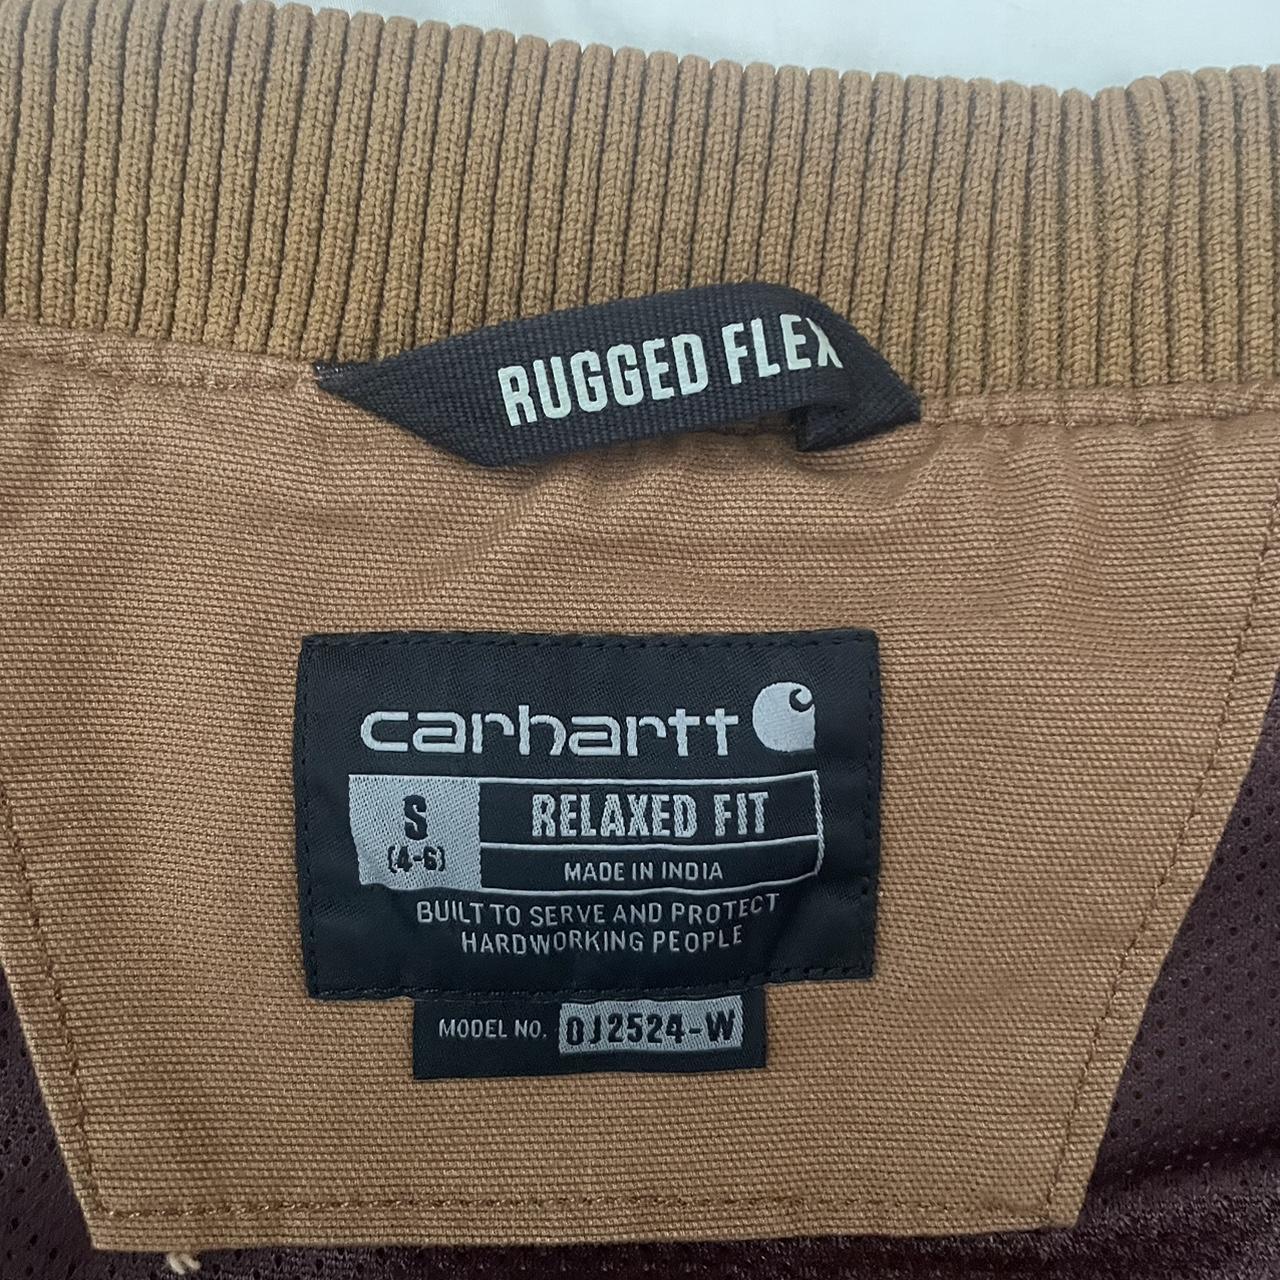 RUGGED FLEX
carhartt
S
(4-6)
RELAXED FIT
MADE IN INDIA
BUILT TO SERVE AND PROTECT
HARDWORKING PEOPLE
MODEL NO. OJ2524-W